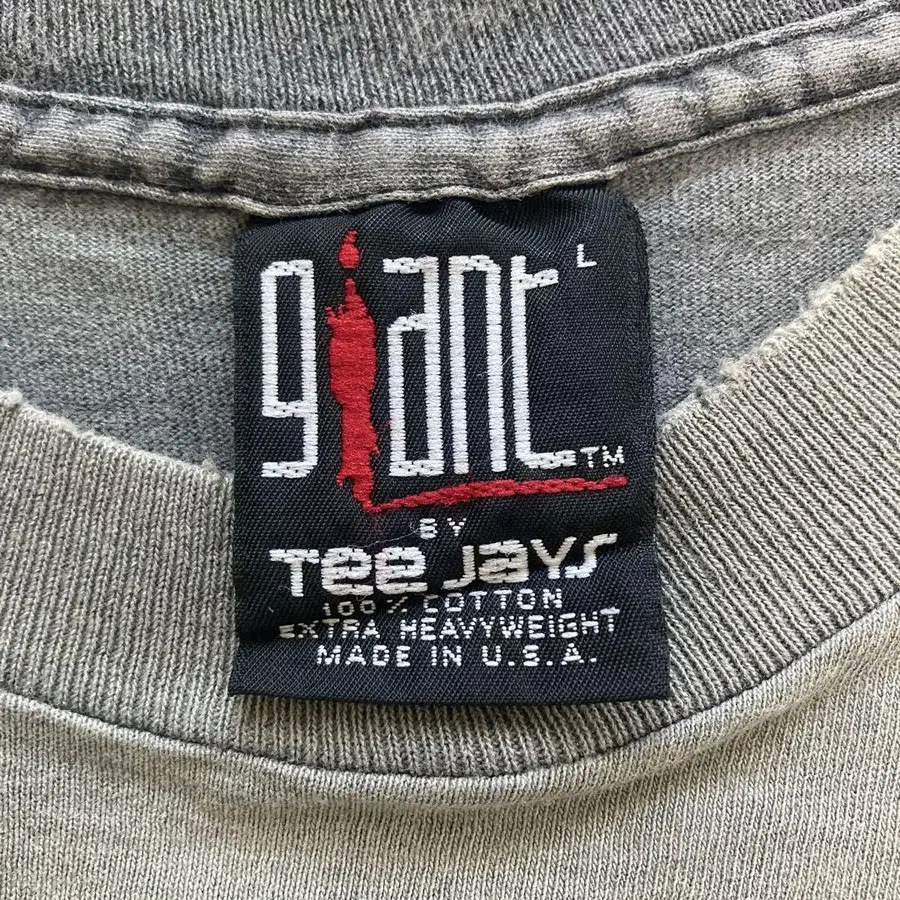 giant L
TM
BY
Tee Jays
100% COTTON
EXTRA HEAVYWEIGHT
MADE IN U.S.A.